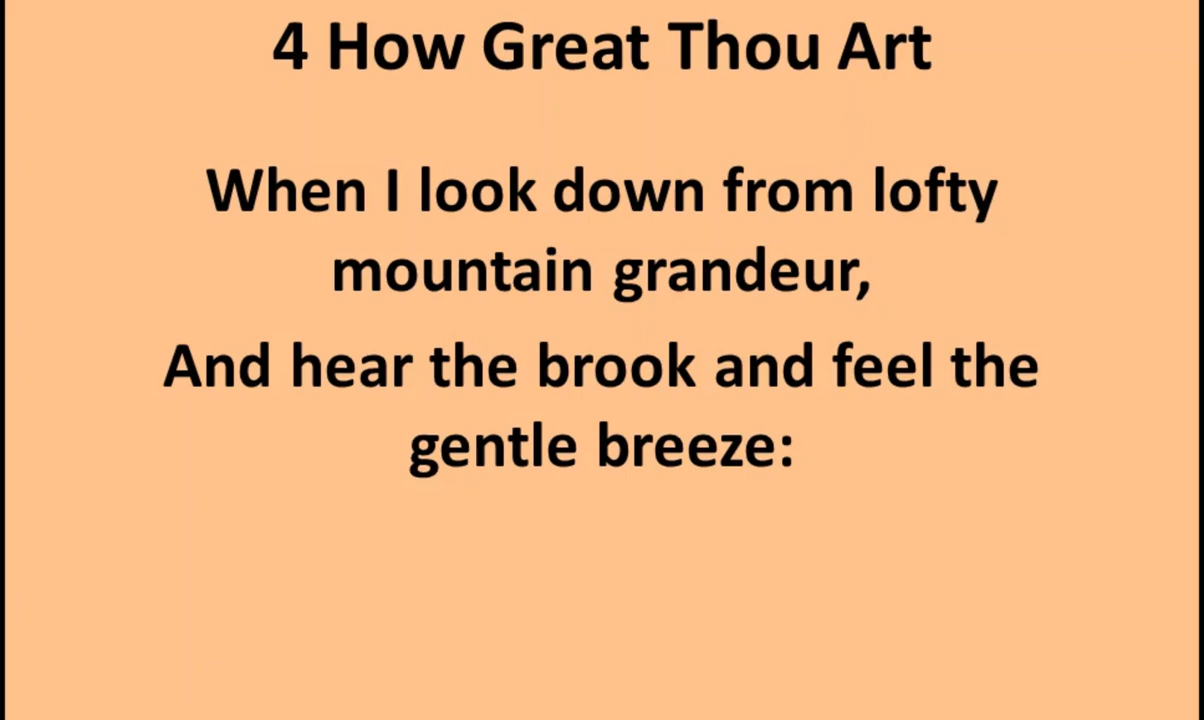 4 How Great Thou Art
When I look down from lofty
mountain grandeur,
And hear the brook and feel the
gentle breeze: